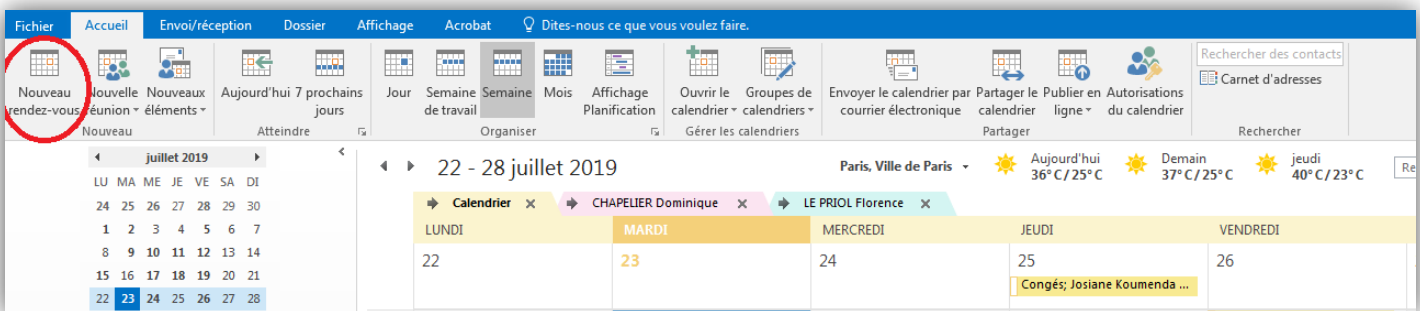 Fichier Accueil Envoi/réception Dossier Affichage Acrobat Dites-nous ce que vous voulez faire.
Nouveau rendez-vous
Nouvelle réunion
Nouveaux éléments
Nouveau
Aujourd'hui
7 prochains jours
Atteindre
Jour
Semaine de travail
Semaine
Mois
Affichage Planification
Organiser
Ouvrir le calendrier
Groupes de calendriers
Gérer les calendriers
Envoyer le calendrier par courrier électronique
Partager le calendrier
Publier en ligne
Autorisations du calendrier
Partager
Rechercher des contacts
Carnet d'adresses
Rechercher
juillet 2019
LU MA ME JE VE SA DI
24 25 26 27 28 29 30
1 2 3 4 5 6 7
8 9 10 11 12 13 14
15 16 17 18 19 20 21
22 23 24 25 26 27 28
22 - 28 juillet 2019
Paris, Ville de Paris
Aujourd'hui
36°C/25°C
Demain
37°C/25°C
jeudi
40°C/23°C
Re
Calendrier
CHAPELIER Dominique
LE PRIOL Florence
LUNDI MARDI MERCREDI JEUDI VENDREDI
22 23 24 25 26
Congés; Josiane Koumenda ...